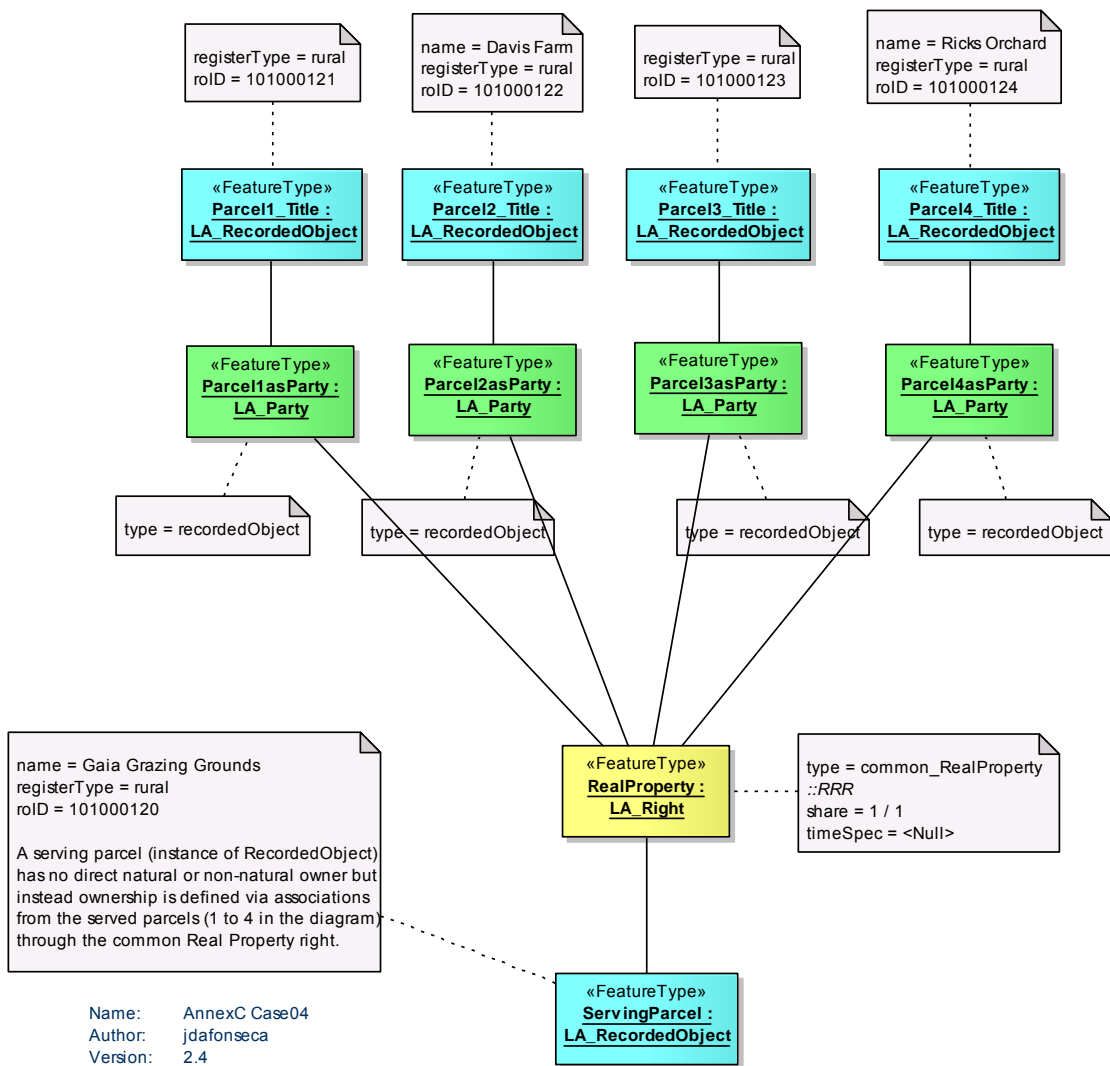 registerType = rural
roID = 101000121
name = Davis Farm
registerType = rural
roID = 101000122
registerType = rural
roID = 101000123
name = Ricks Orchard
registerType = rural
roID = 101000124
«FeatureType»
Parcel1_Title :
LA_RecordedObject
«FeatureType»
Parcel2_Title :
LA_RecordedObject
«FeatureType»
Parcel3_Title :
LA_RecordedObject
«FeatureType»
Parcel4_Title :
LA_RecordedObject
«FeatureType»
Parcel1asParty :
LA_Party
«FeatureType»
Parcel2asParty :
LA_Party
«FeatureType»
Parcel3asParty :
LA_Party
«FeatureType»
Parcel4asParty :
LA_Party
type = recordedObject
type = recordedObject
type = recordedObject
type = recordedObject
name = Gaia Grazing Grounds
registerType = rural
roID = 101000120
A serving parcel (instance of RecordedObject)
has no direct natural or non-natural owner but
instead ownership is defined via associations
from the served parcels (1 to 4 in the diagram)
through the common Real Property right.
«FeatureType»
RealProperty :
LA_Right
type = common_RealProperty
::RRR
share = 1 / 1
timeSpec = <Null>
«FeatureType»
ServingParcel :
LA_RecordedObject
Name: AnnexC Case04
Author: jdafonseca
Version: 2.4